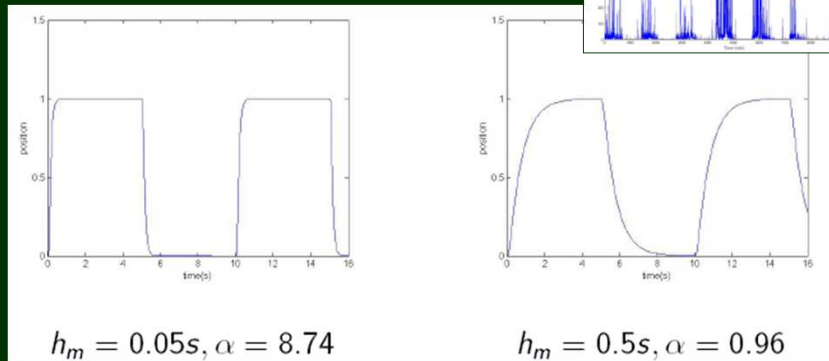 1.5
1
position
0.5
0
0 2 4 6 8 10 12 14 16
time(s)
1
position
0.5
0
0 2 4 6 8 10 12 14 16
time(s)
h_m = 0.05s, α = 8.74
h_m = 0.5s, α = 0.96